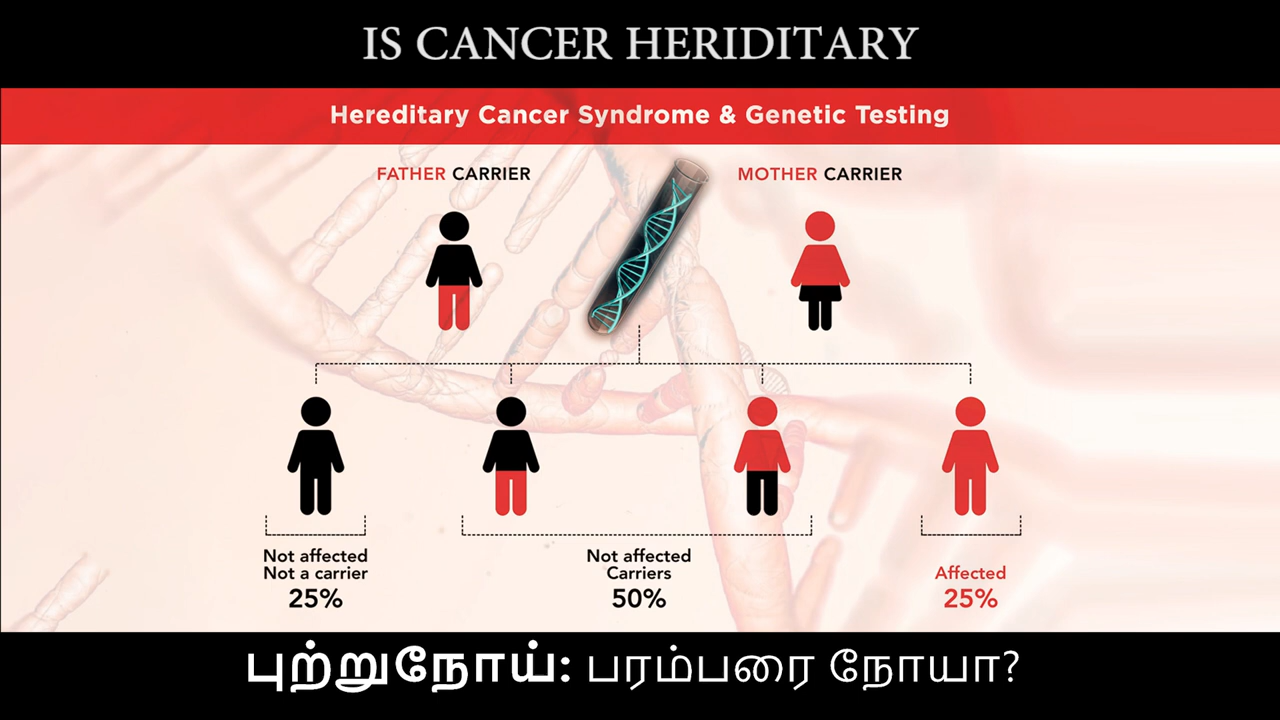 IS CANCER HERIDITARY
Hereditary Cancer Syndrome & Genetic Testing
FATHER CARRIER
MOTHER CARRIER
Not affected
Not a carrier
25%
Not affected
Carriers
50%
Affected
25%
புற்றுநோய்: பரம்பரை நோயா?